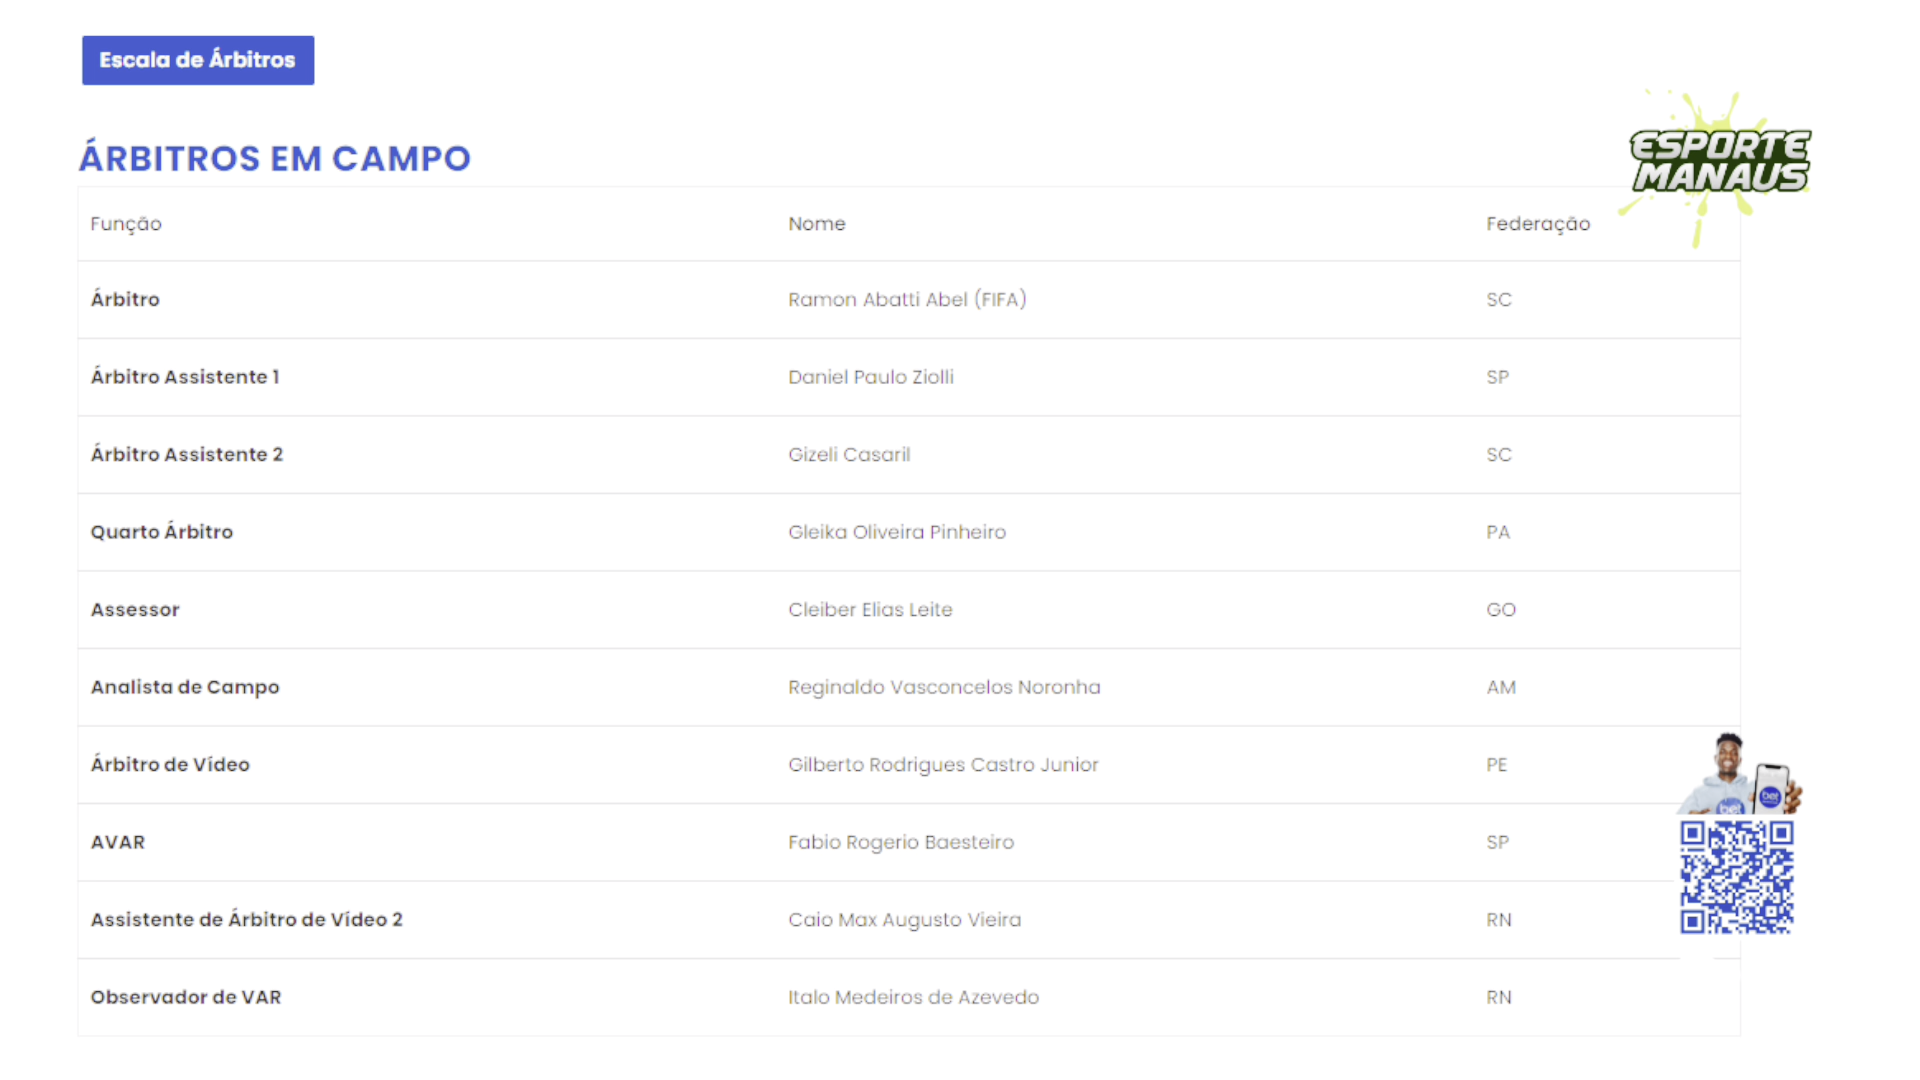 Escala de Árbitros
ESPORTE
MANAUS
ÁRBITROS EM CAMPO
Função Nome Federação
Árbitro Ramon Abatti Abel (FIFA) SC
Árbitro Assistente 1 Daniel Paulo Ziolli SP
Árbitro Assistente 2 Gizeli Casaril SC
Quarto Árbitro Gleika Oliveira Pinheiro PA
Assessor Cleiber Elias Leite GO
Analista de Campo Reginaldo Vasconcelos Noronha AM
Árbitro de Vídeo Gilberto Rodrigues Castro Junior PE
bet
bet
AVAR Fabio Rogerio Baesteiro SP
Assistente de Árbitro de Vídeo 2 Caio Max Augusto Vieira RN
Observador de VAR Italo Medeiros de Azevedo RN